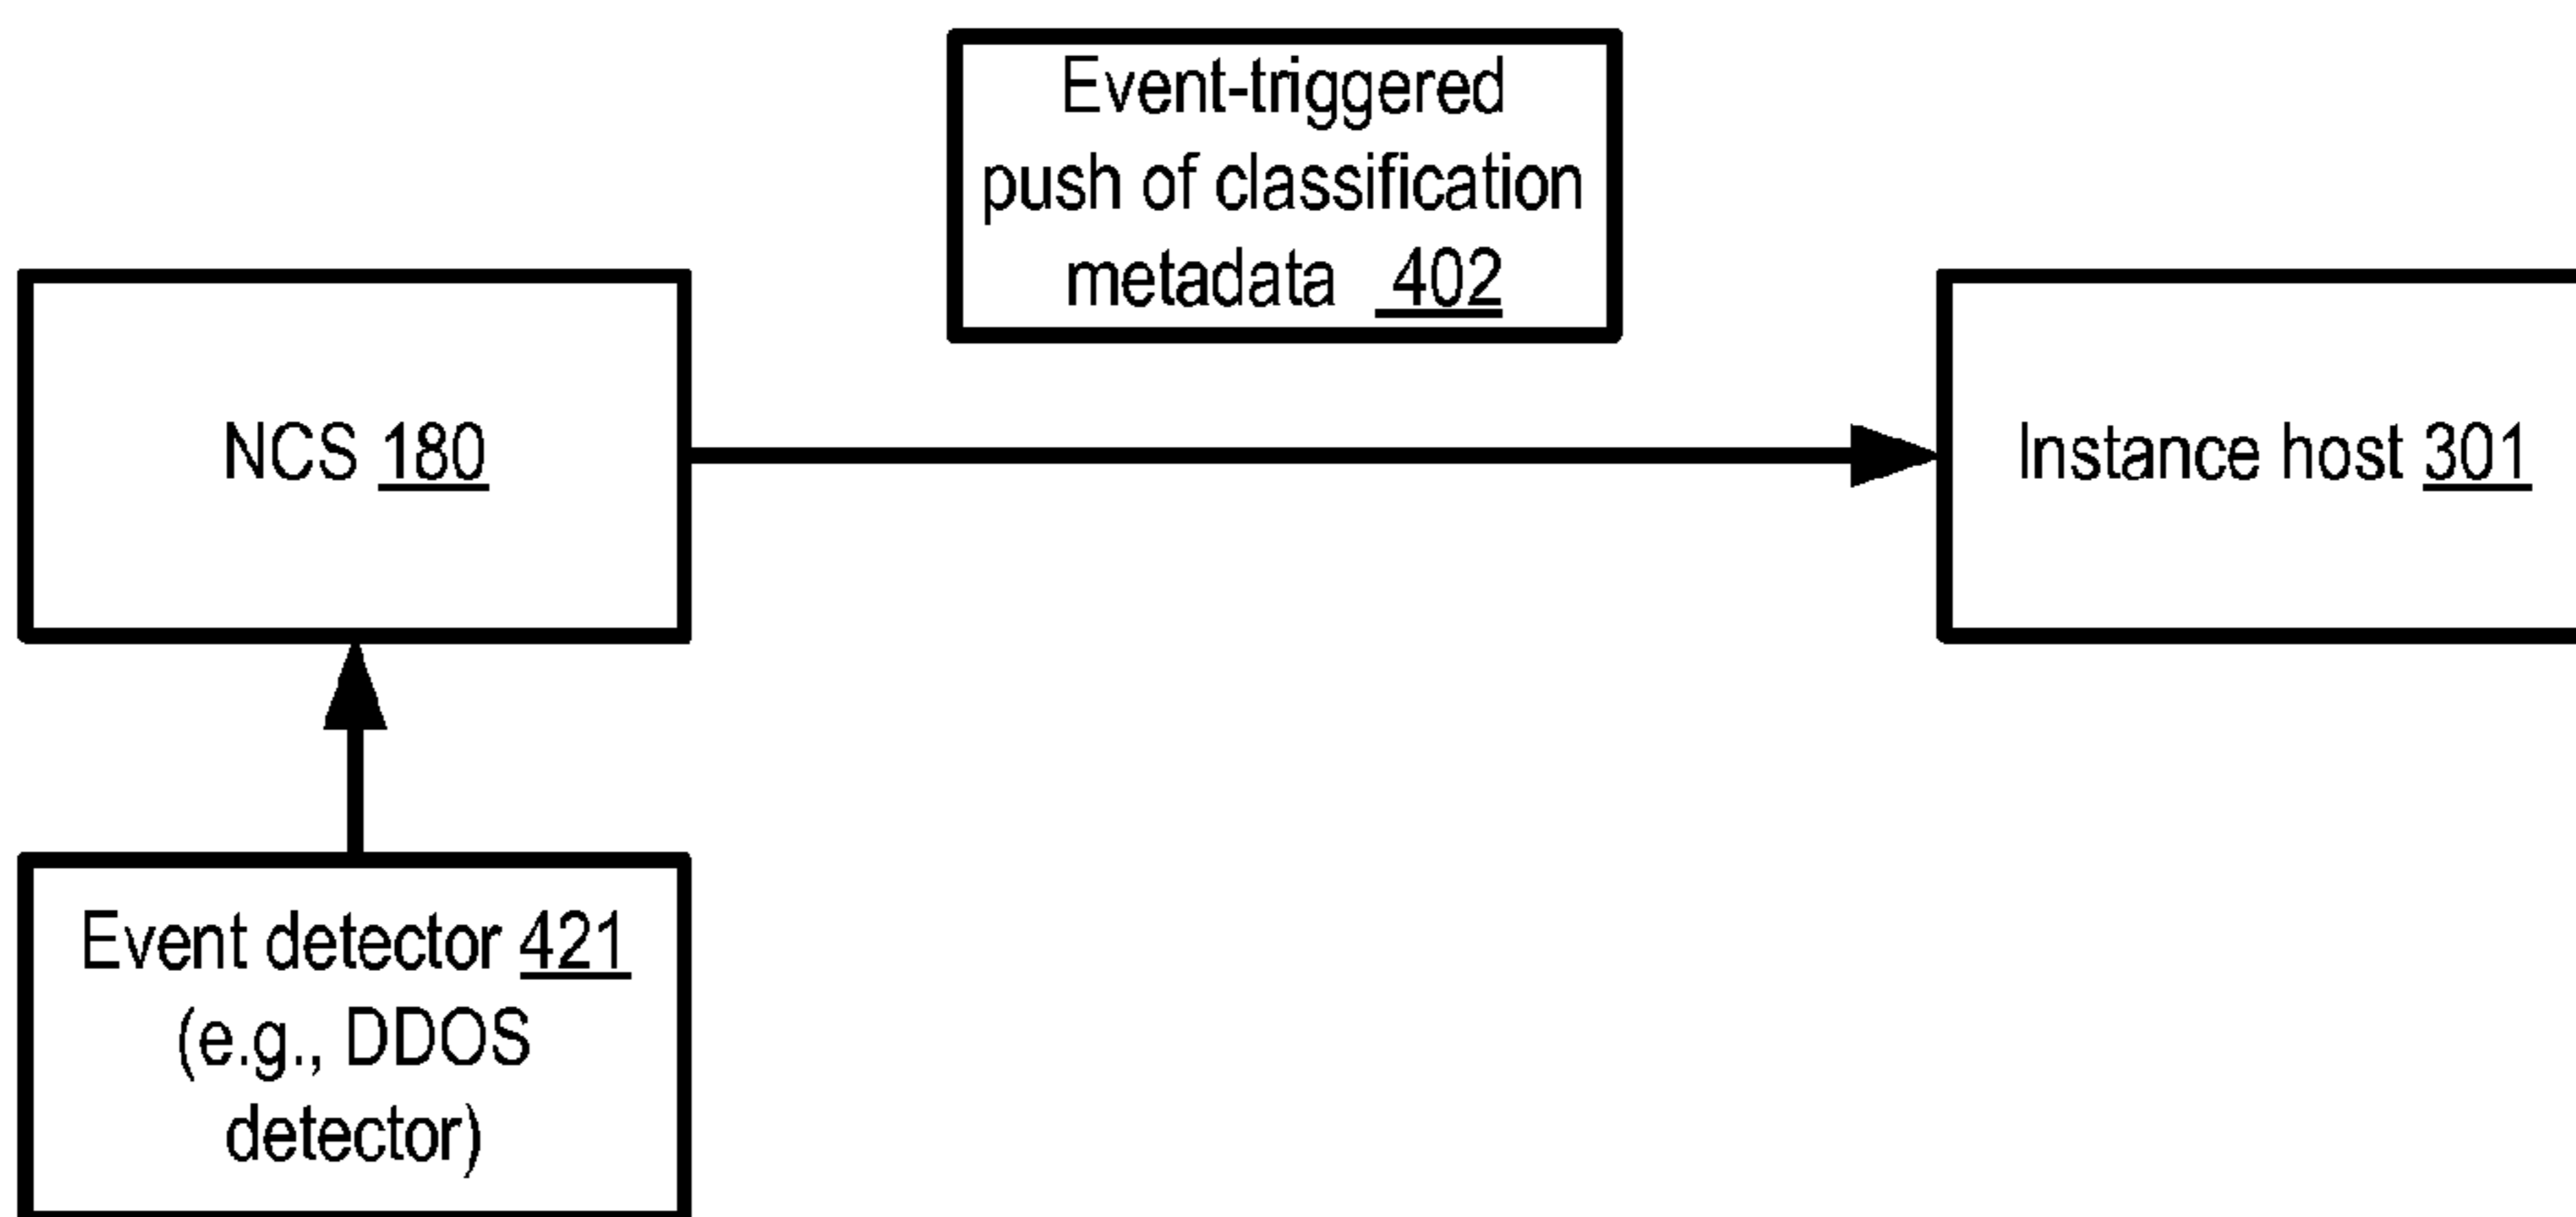 Event-triggered
push of classification
metadata 402
NCS 180
Instance host 301
Event detector 421
(e.g., DDOS
detector)